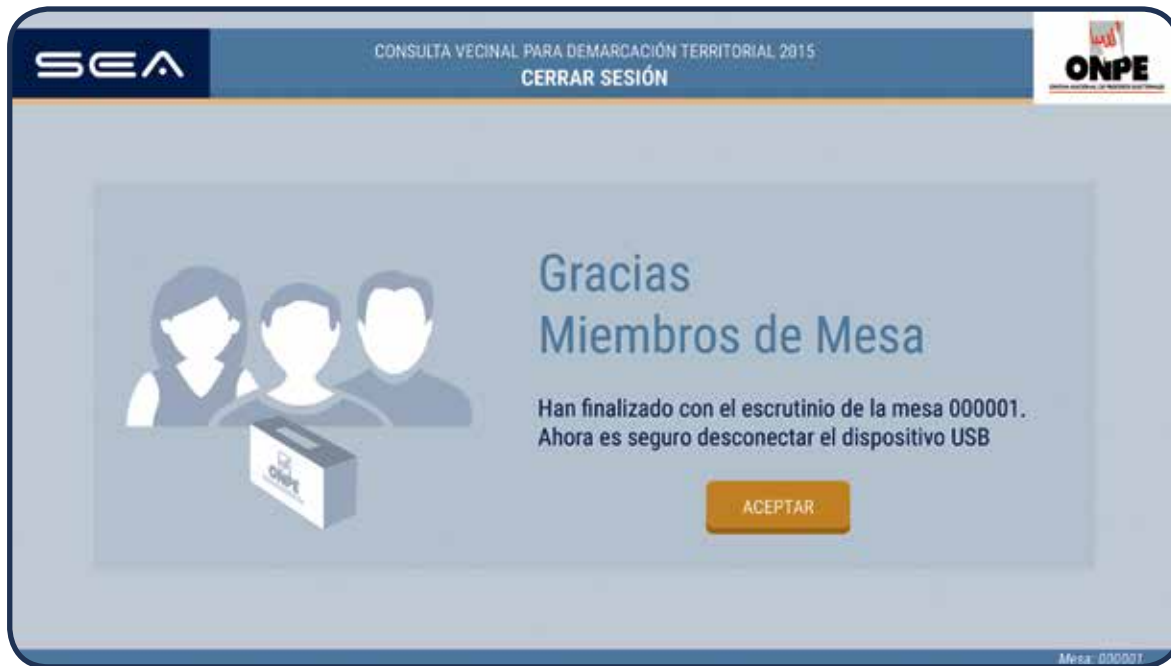 SEA
CONSULTA VECINAL PARA DEMARCACIÓN TERRITORIAL 2015
CERRAR SESIÓN
ONPE
Gracias
Miembros de Mesa
Han finalizado con el escrutinio de la mesa 000001.
Ahora es seguro desconectar el dispositivo USB
ONPE
ACEPTAR
Mesa: 000001